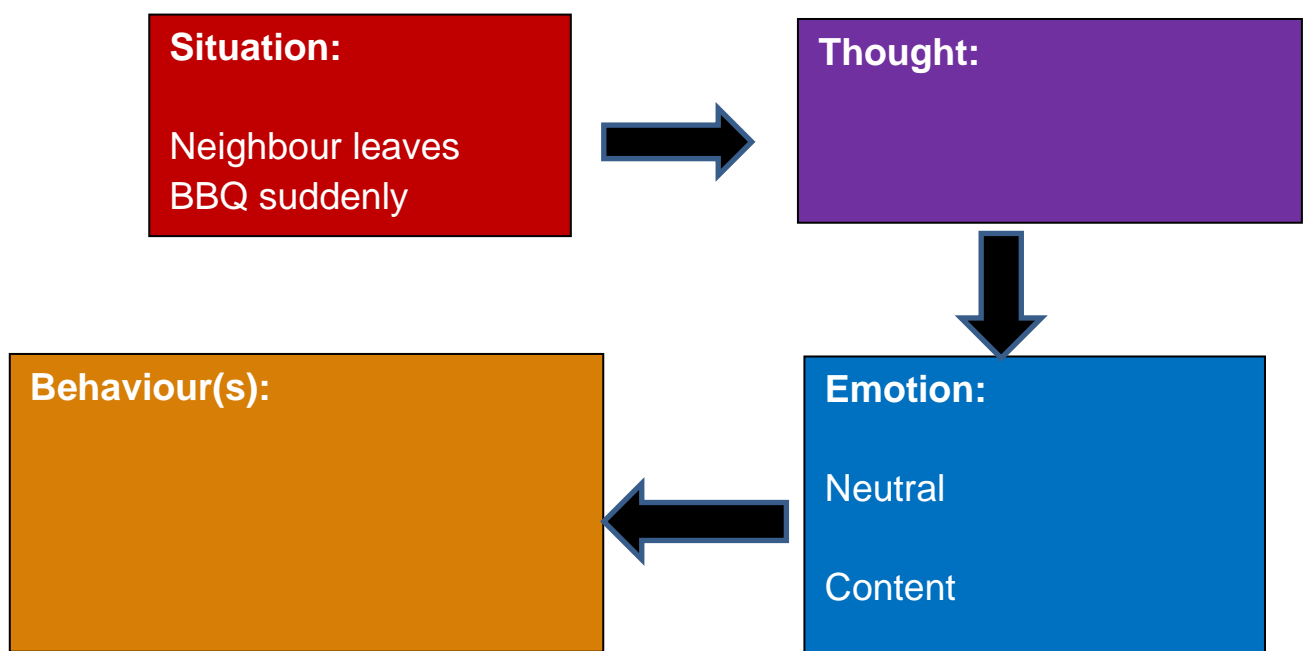 Situation:
Neighbour leaves
BBQ suddenly
Thought:
Emotion:
Neutral
Content
Behaviour(s):